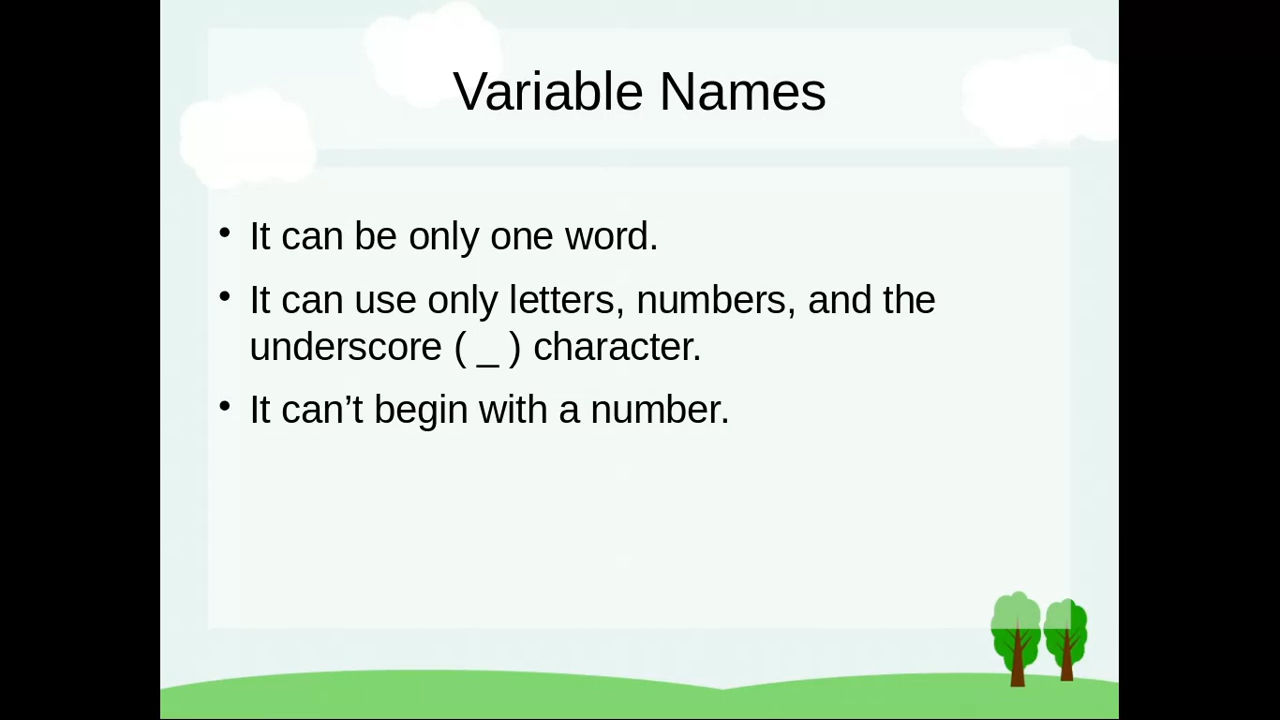 Variable Names
• It can be only one word.
• It can use only letters, numbers, and the
underscore ( _ ) character.
• It can’t begin with a number.